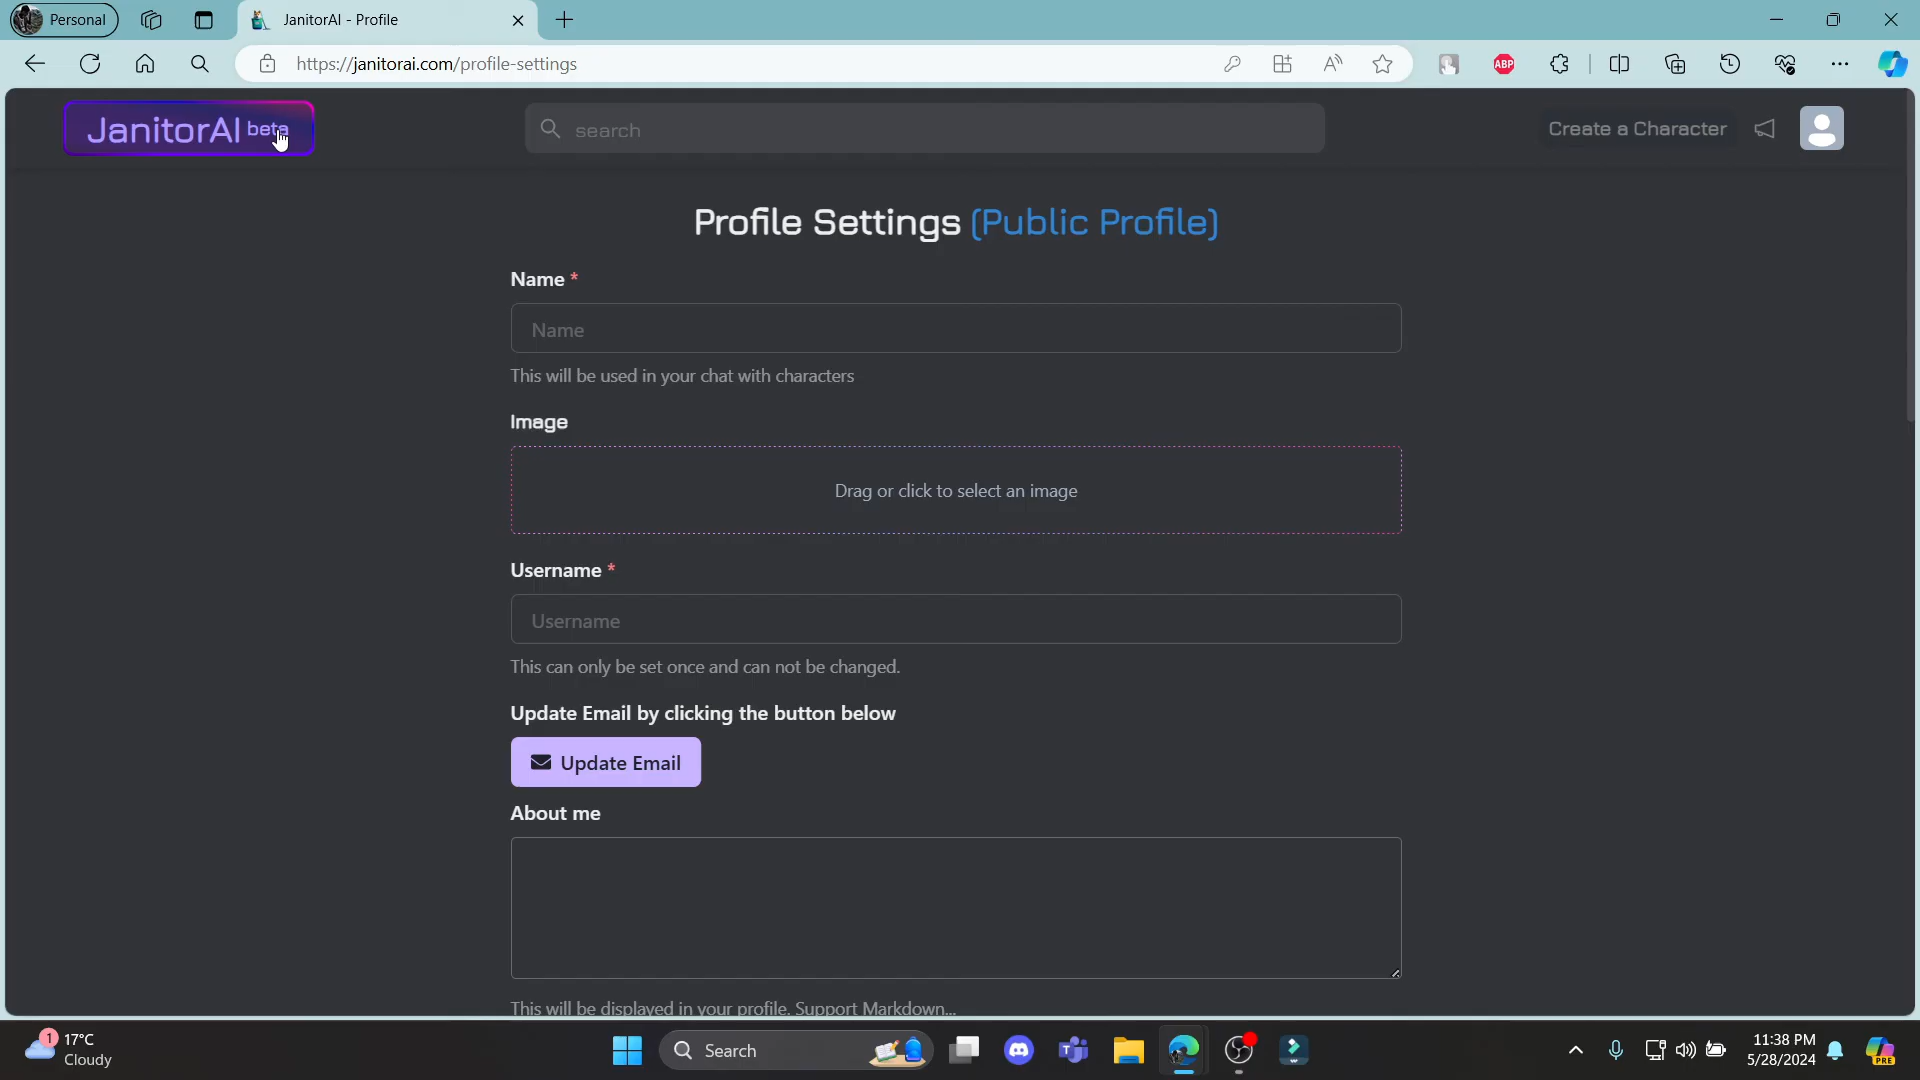 Personal
JanitorAI - Profile
https://janitorai.com/profile-settings
ABP
JanitorAI beta
search
Create a Character
Profile Settings (Public Profile)
Name *
Name
This will be used in your chat with characters
Image
Drag or click to select an image
Username *
Username
This can only be set once and can not be changed.
Update Email by clicking the button below
Update Email
About me
This will be displayed in your profile. Support Markdown...
1
17°C
Cloudy
Search
11:38 PM
5/28/2024
PRE